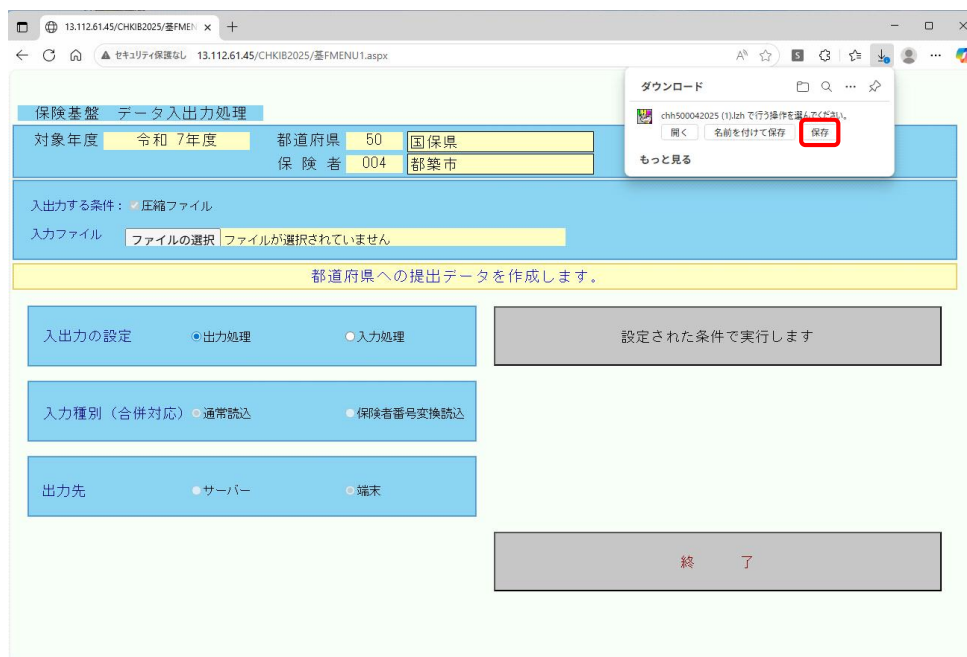 13.112.61.45/CHKIB2025/基FMEN
セキュリティ保護なし 13.112.61.45/CHKIB2025/基FMENU1.aspx
ダウンロード
chh500042025 (1).lzh で行う操作を選んでください。
開く 名前を付けて保存 保存
もっと見る
保険基盤 データ入出力処理
対象年度 令和 7年度 都道府県 50 国保県
保 険 者 004 都築市
入出力する条件： 圧縮ファイル
入力ファイル ファイルの選択 ファイルが選択されていません
都道府県への提出データを作成します。
入出力の設定 出力処理 入力処理
設定された条件で実行します
入力種別（合併対応） 通常読込 保険者番号変換読込
出力先 サーバー 端末
終 了